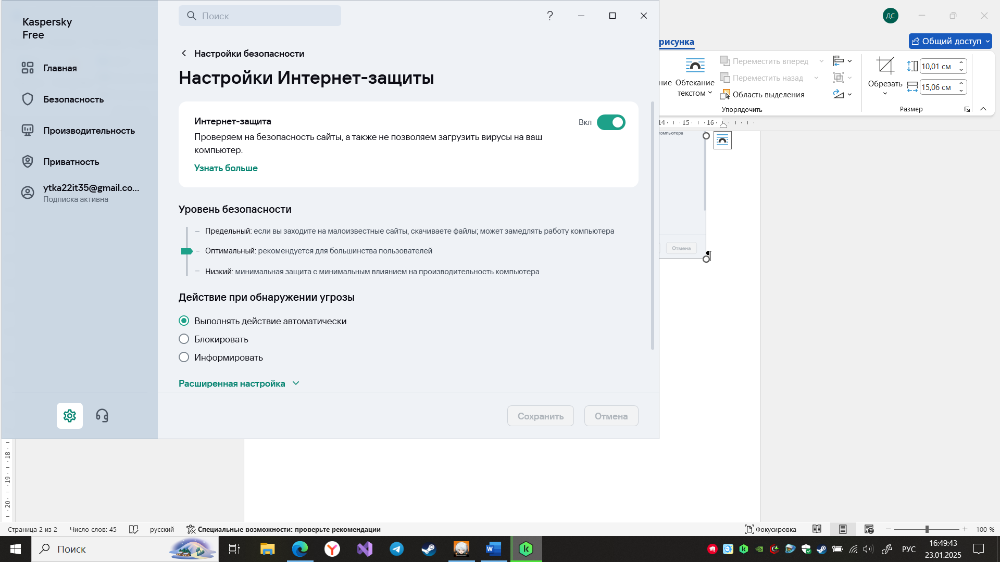 Kaspersky
Free
Главная
Безопасность
Производительность
Приватность
ytka22it35@gmail.co...
Подписка активна
Поиск
?
Настройки безопасности
Настройки Интернет-защиты
Интернет-защита
Вкл
Проверяем на безопасность сайты, а также не позволяем загрузить вирусы на ваш
компьютер.
Узнать больше
Уровень безопасности
Предельный: если вы заходите на малоизвестные сайты, скачиваете файлы; может замедлять работу компьютера
Оптимальный: рекомендуется для большинства пользователей
Низкий: минимальная защита с минимальным влиянием на производительность компьютера
Действие при обнаружении угрозы
Выполнять действие автоматически
Блокировать
Информировать
Расширенная настройка
Сохранить
Отмена
ДС
рисунка
Общий доступ
ние
Обтекание
текстом
Переместить вперед
Переместить назад
Область выделения
Упорядочить
Обрезать
10,01 см
15,06 см
Размер
14 · 15 · 16
компьютера
Отмена
¶
18
19
20
Страница 2 из 2
Число слов: 45
русский
Специальные возможности: проверьте рекомендации
Фокусировка
100 %
Поиск
РУС
16:49:43
23.01.2025